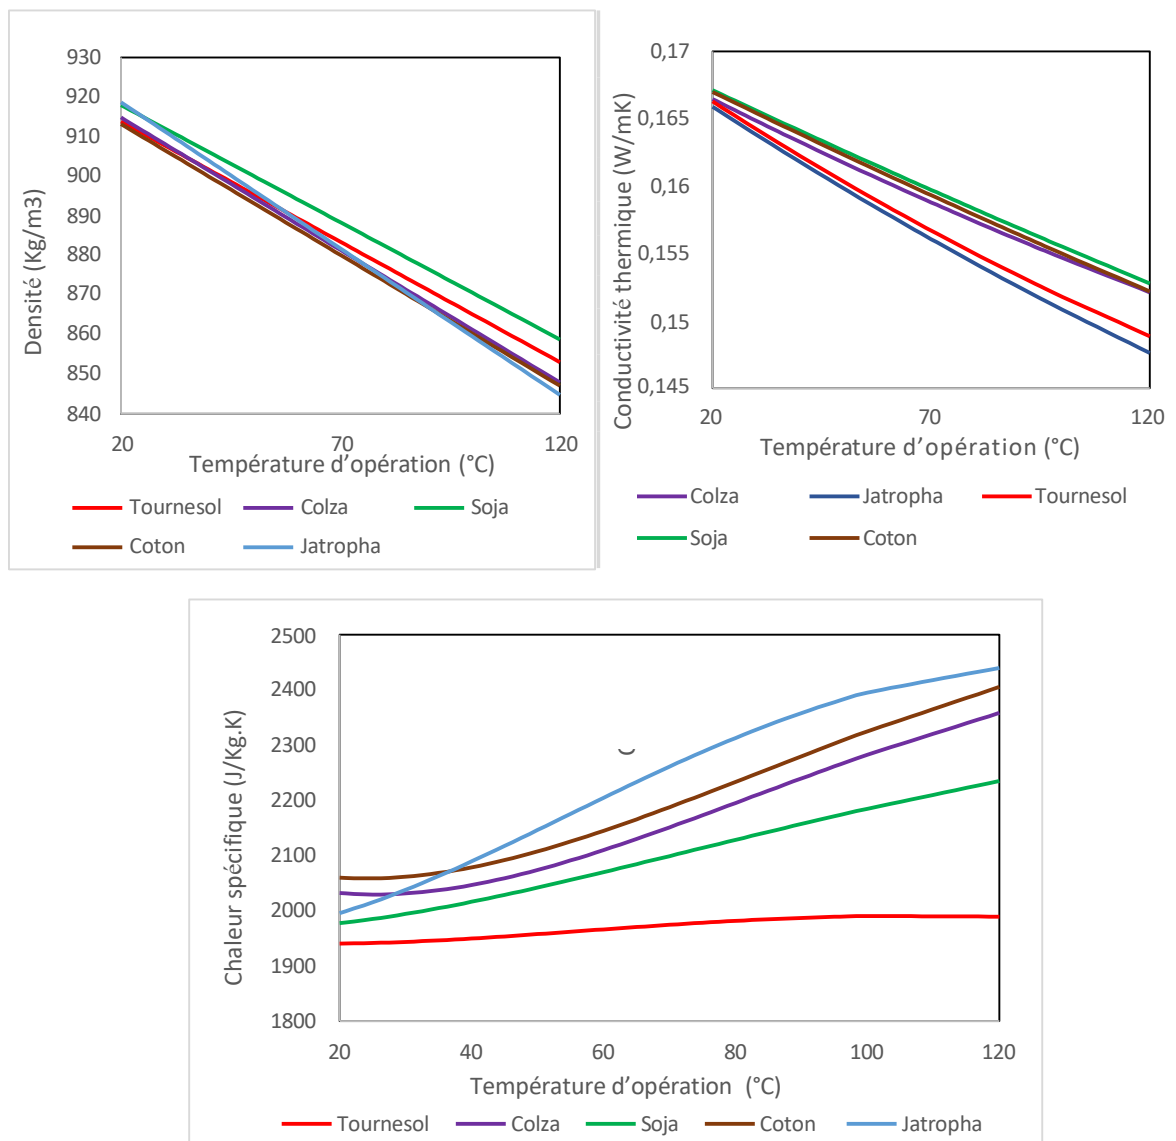 930
920
910
900
890
880
870
860
850
840
Densité (Kg/m3)
20 70 120
Température d'opération (°C)
Tournesol Colza Soja
Coton Jatropha
0,17
0,165
0,16
0,155
0,15
0,145
Conductivité thermique (W/mK)
20 70 120
Température d'opération (°C)
Colza Jatropha Tournesol
Soja Coton
2500
2400
2300
2200
2100
2000
1900
1800
Chaleur spécifique (J/Kg.K)
20 40 60 80 100 120
Température d'opération (°C)
Tournesol Colza Soja Coton Jatropha